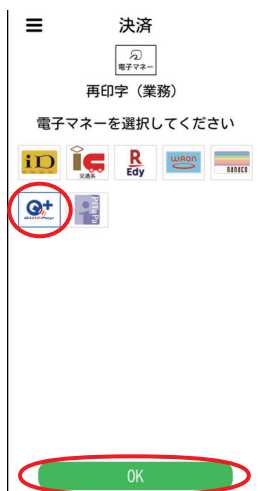 決済
電子マネー
再印字（業務）
電子マネーを選択してください
iD
交通系
R Edy
WAON
nanaco
QUICPay
PiTaPa
OK